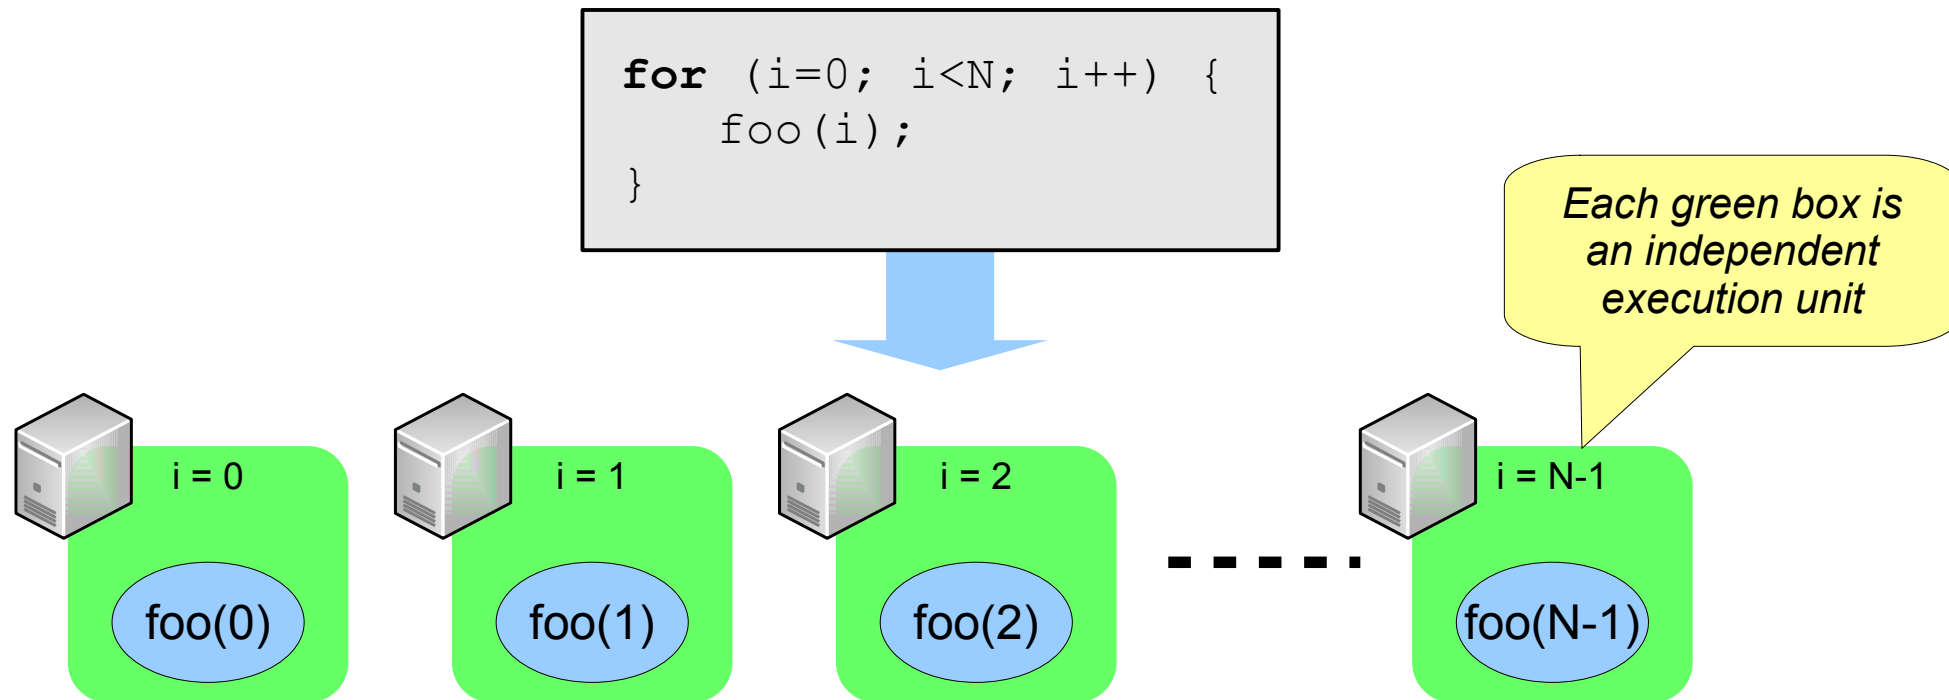 for (i=0; i<N; i++) {
    foo(i);
}
Each green box is
an independent
execution unit
i = 0
i = 1
i = 2
i = N-1
foo(0)
foo(1)
foo(2)
foo(N-1)